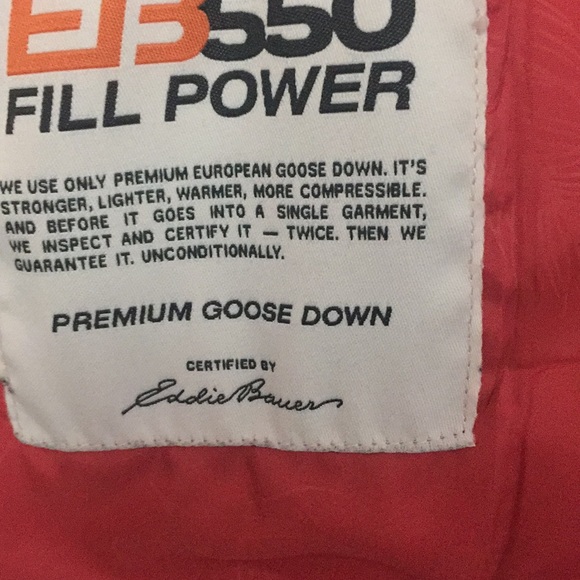 EB550
FILL POWER
WE USE ONLY PREMIUM EUROPEAN GOOSE DOWN. IT'S
STRONGER, LIGHTER, WARMER, MORE COMPRESSIBLE.
AND BEFORE IT GOES INTO A SINGLE GARMENT,
WE INSPECT AND CERTIFY IT — TWICE. THEN WE
GUARANTEE IT. UNCONDITIONALLY.
PREMIUM GOOSE DOWN
CERTIFIED BY
Eddie Bauer